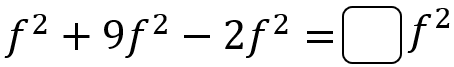 f² + 9f² − 2f² = □ f²